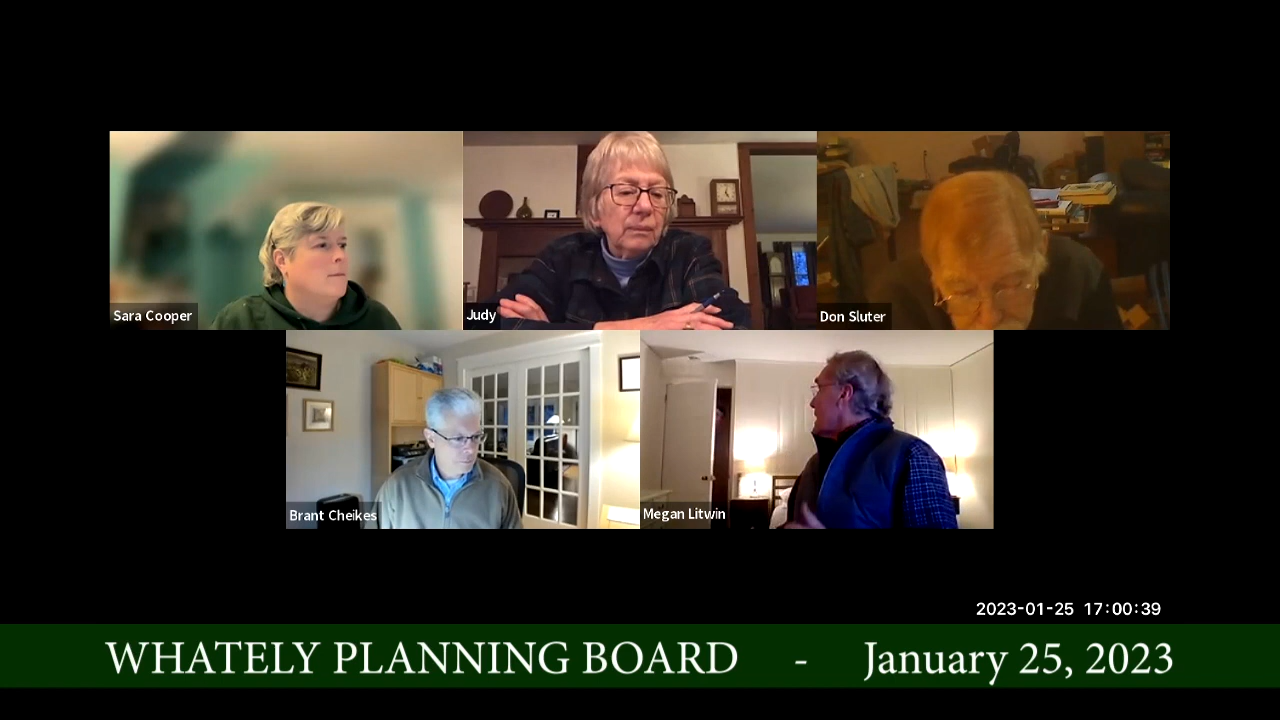 Sara Cooper
Judy
Don Sluter
Brant Cheikes
Megan Litwin
2023-01-25 17:00:39
WHATELY PLANNING BOARD - January 25, 2023